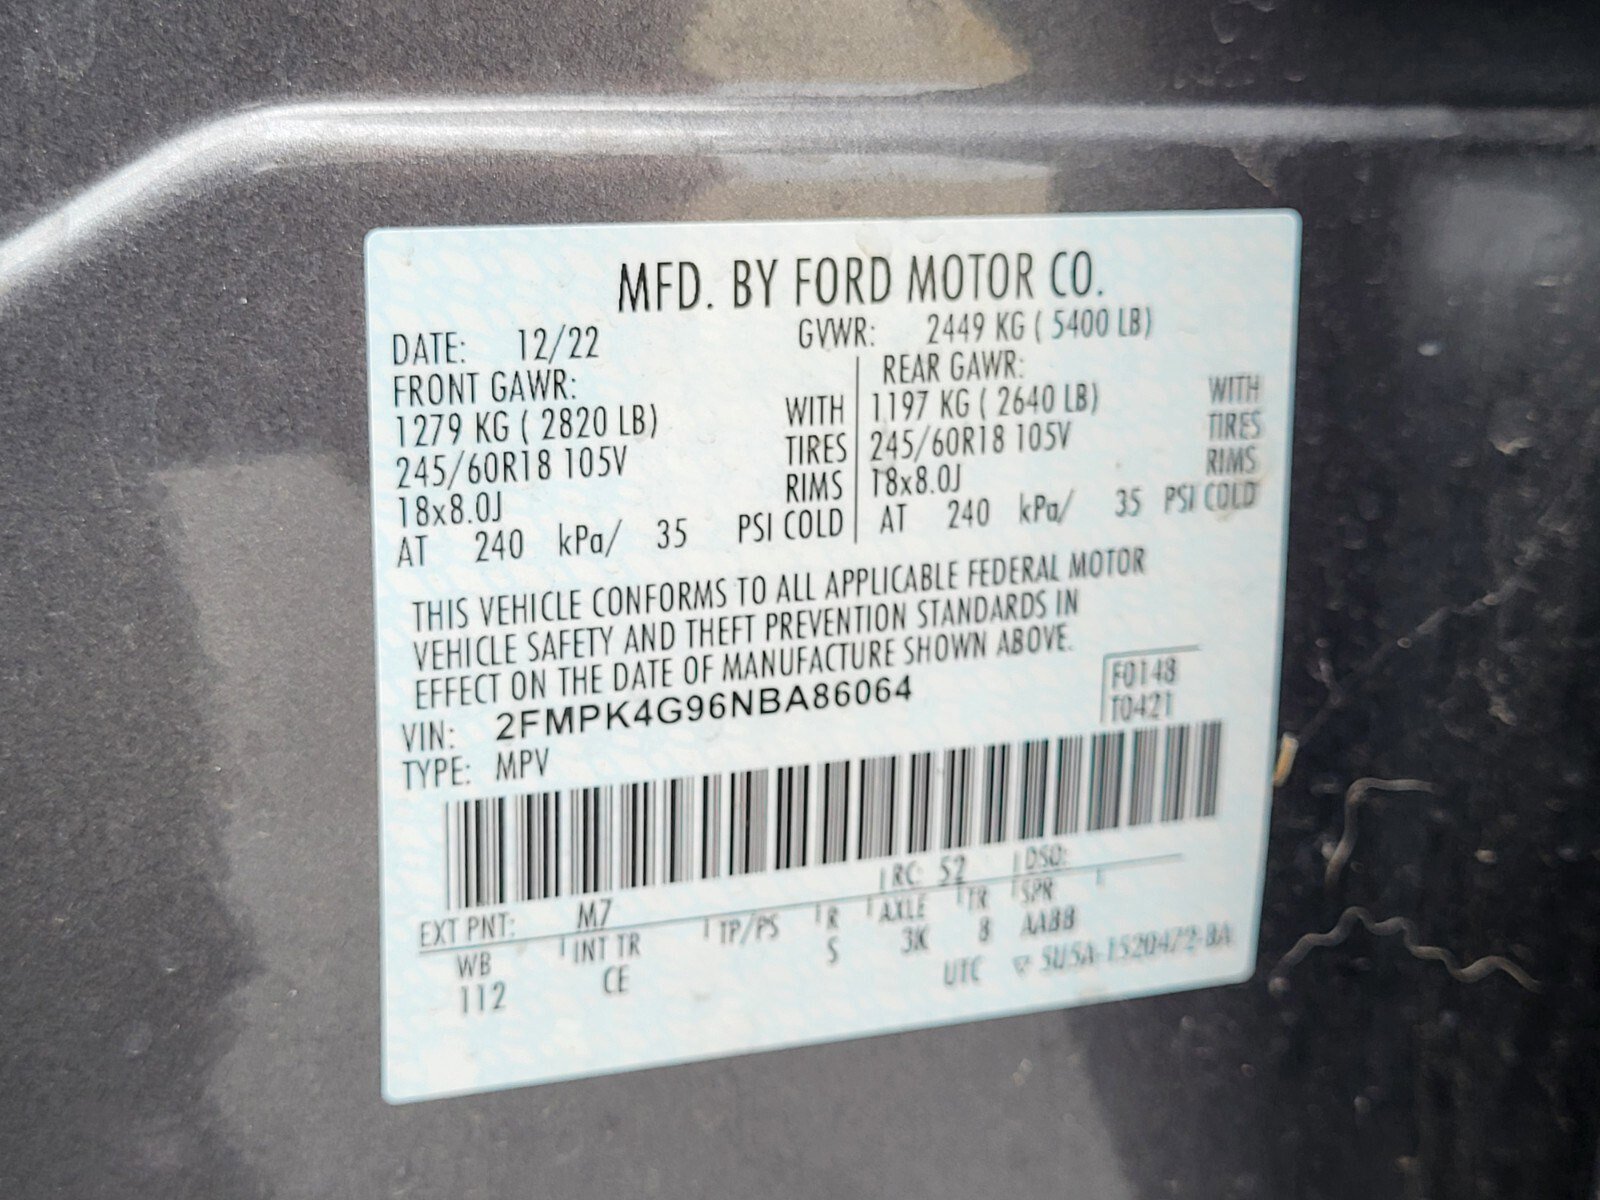 MFD. BY FORD MOTOR CO.
DATE: 12/22 GVWR: 2449 KG ( 5400 LB)
FRONT GAWR: REAR GAWR:
1279 KG ( 2820 LB) WITH 1197 KG ( 2640 LB) WITH
245/60R18 105V TIRES 245/60R18 105V TIRES
18x8.0J RIMS 18x8.0J RIMS
AT 240 kPa/ 35 PSI COLD AT 240 kPa/ 35 PSI COLD
THIS VEHICLE CONFORMS TO ALL APPLICABLE FEDERAL MOTOR
VEHICLE SAFETY AND THEFT PREVENTION STANDARDS IN
EFFECT ON THE DATE OF MANUFACTURE SHOWN ABOVE.
VIN: 2FMPK4G96NBA86064 F0148
TYPE: MPV T0421
EXT PNT: M7 RC: 52 DSO:
WB INT TR TP/PS R AXLE TR SPR
112 CE S 3K 8 AABB
UTC ▽ 5U5A-1520472-BA